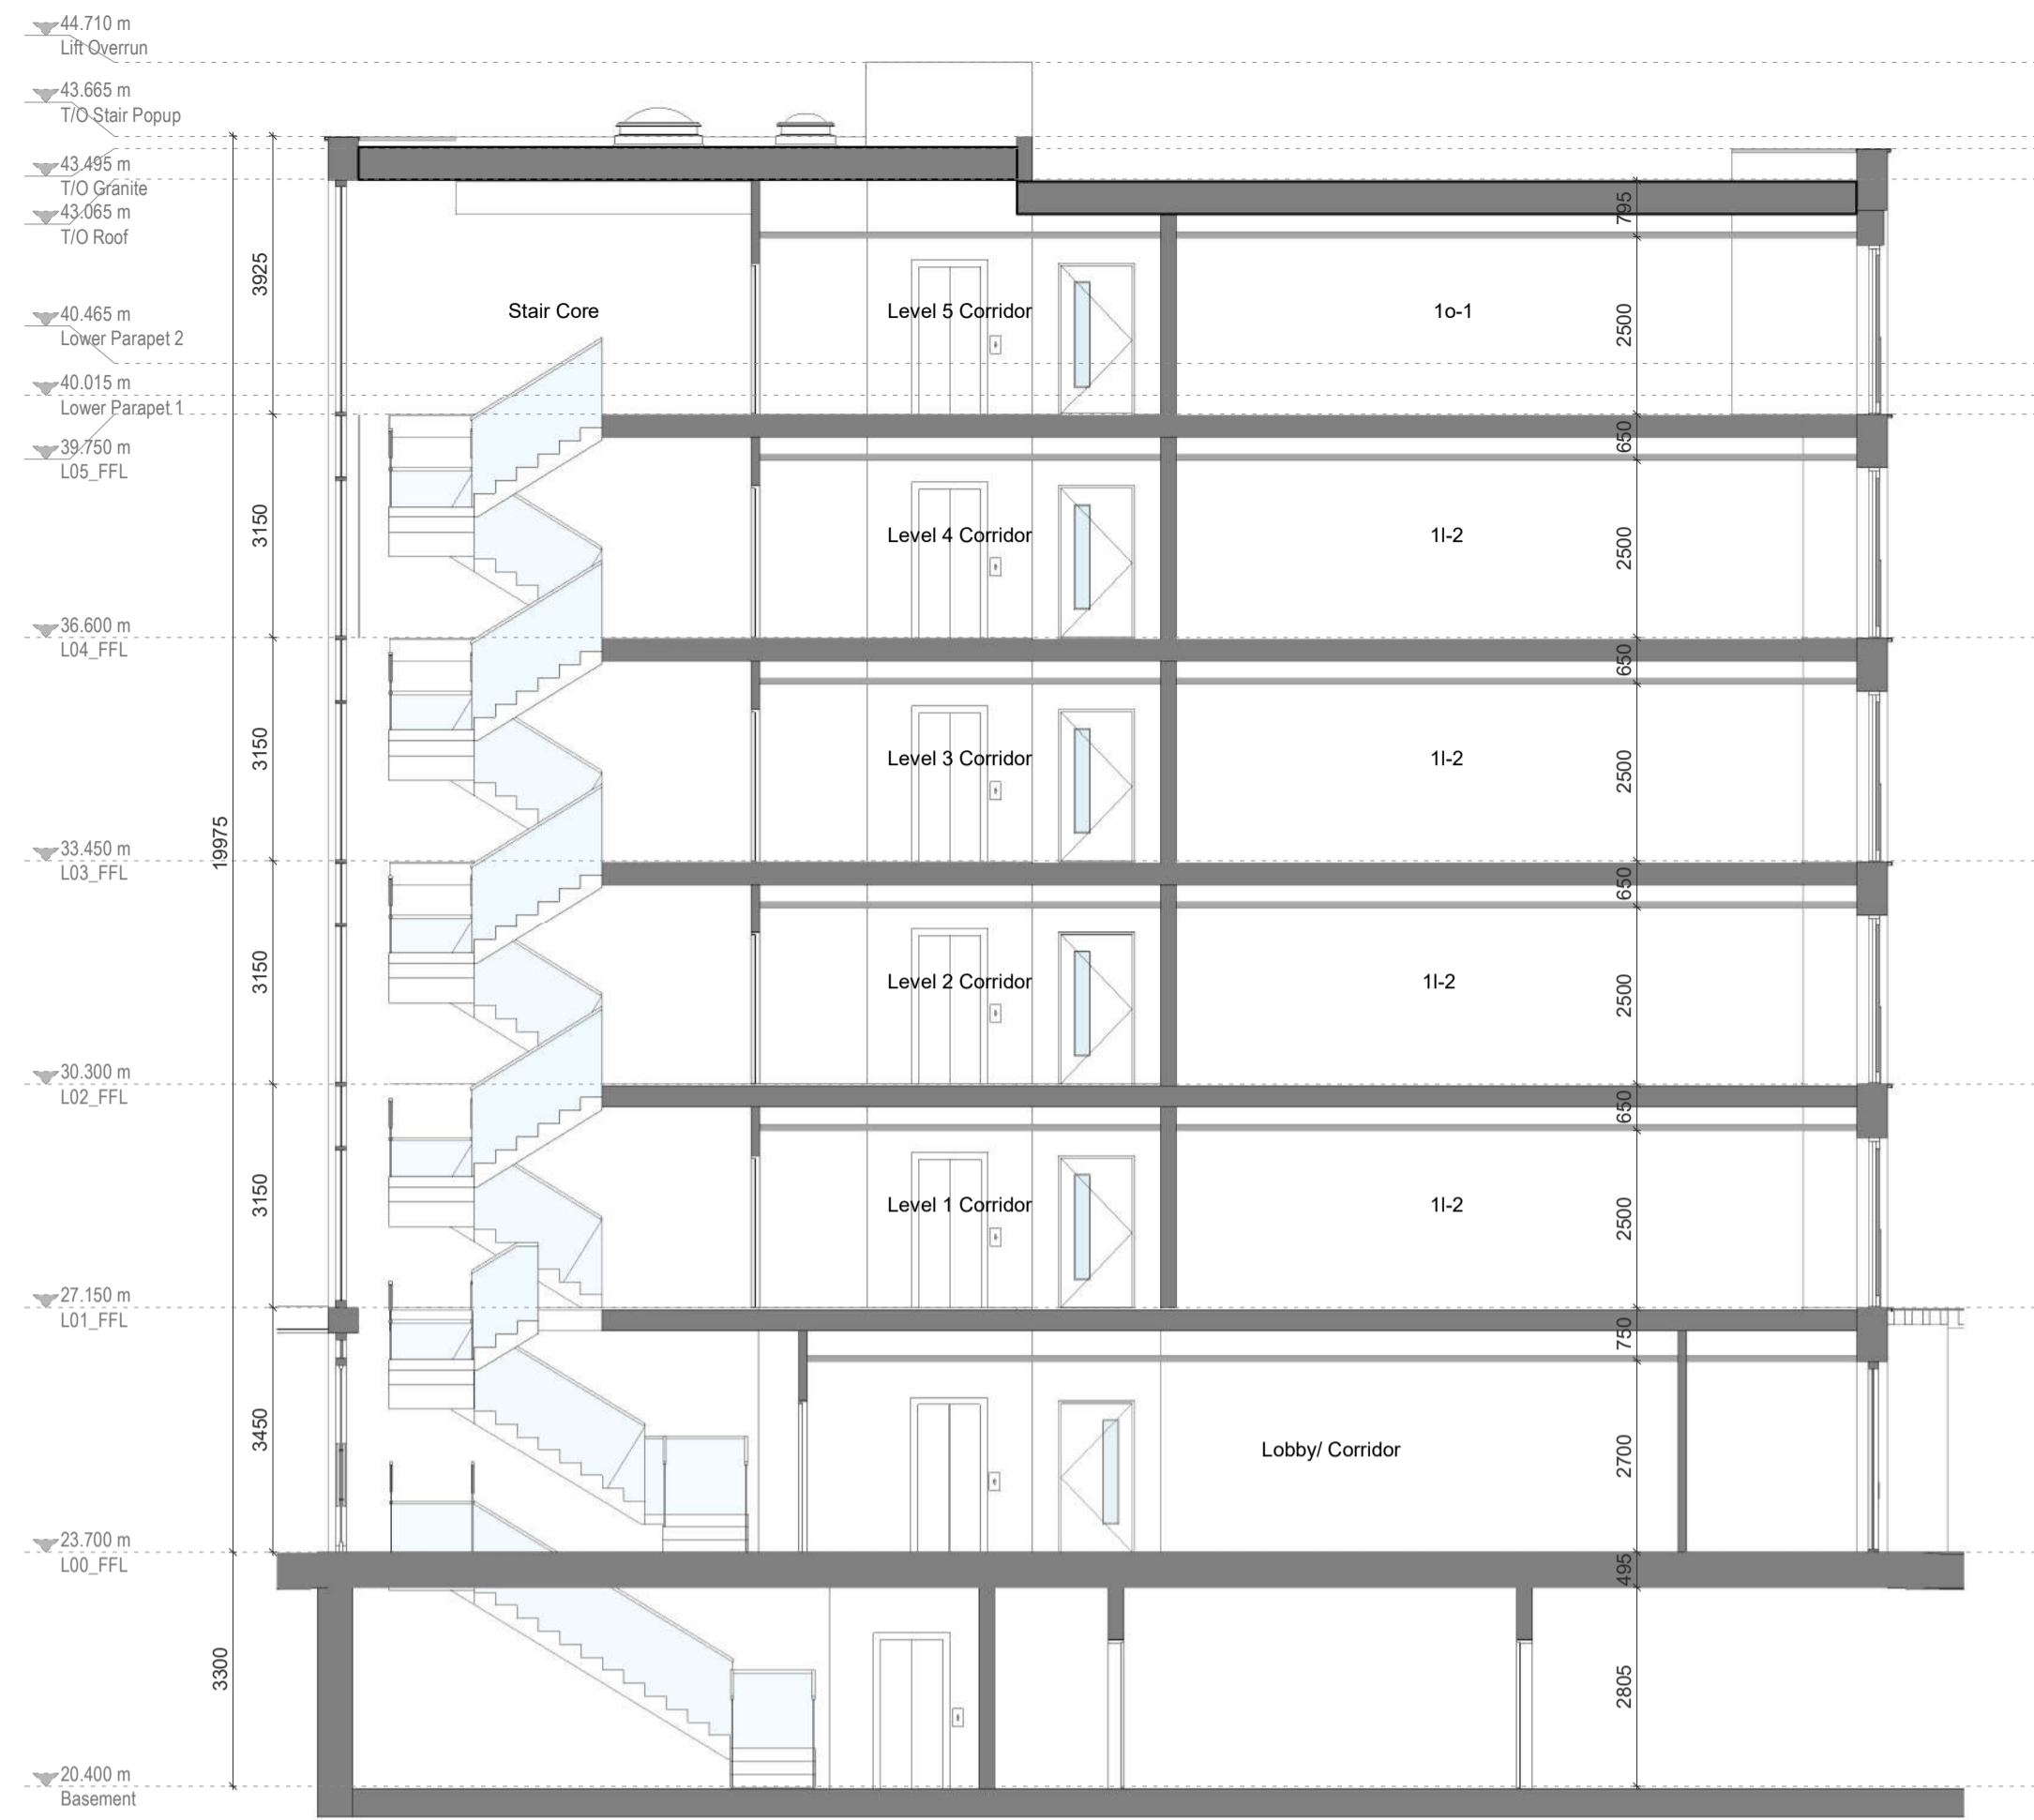 44.710 m
Lift Overrun
43.665 m
T/O Stair Popup
43.495 m
T/O Granite
43.065 m
T/O Roof
795
3925
Stair Core
Level 5 Corridor
1o-1
2500
40.465 m
Lower Parapet 2
40.015 m
Lower Parapet 1
39.750 m
L05_FFL
650
3150
Level 4 Corridor
1l-2
2500
36.600 m
L04_FFL
650
3150
Level 3 Corridor
1l-2
2500
19975
33.450 m
L03_FFL
650
3150
Level 2 Corridor
1l-2
2500
30.300 m
L02_FFL
650
3150
Level 1 Corridor
1l-2
2500
27.150 m
L01_FFL
750
3450
Lobby/ Corridor
2700
23.700 m
L00_FFL
495
3300
2805
20.400 m
Basement